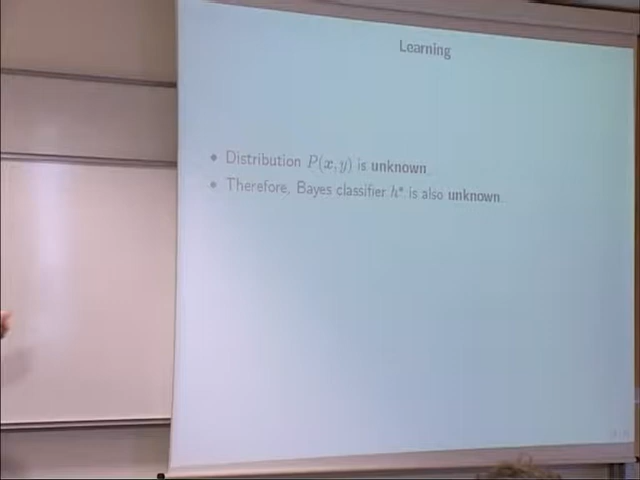 Learning
• Distribution P(x, y) is unknown.
• Therefore, Bayes classifier h* is also unknown.